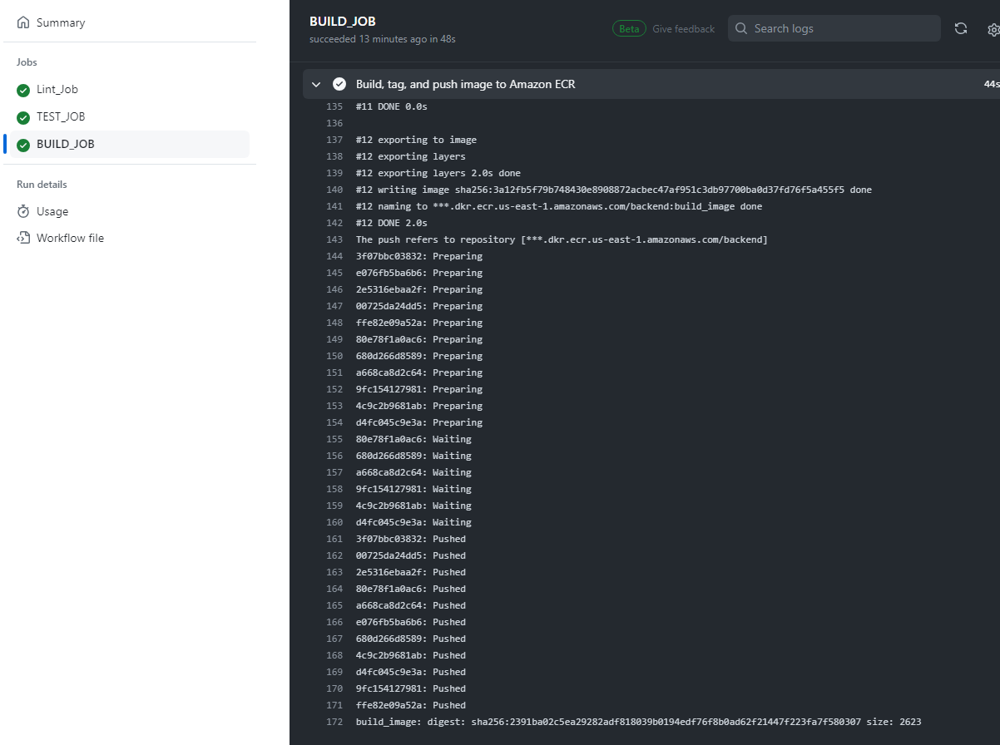 Summary
Jobs
Lint_Job
TEST_JOB
BUILD_JOB
Run details
Usage
Workflow file
BUILD_JOB
succeeded 13 minutes ago in 48s
Beta Give feedback
Search logs
Build, tag, and push image to Amazon ECR 44s
135 #11 DONE 0.0s
136
137 #12 exporting to image
138 #12 exporting layers
139 #12 exporting layers 2.0s done
140 #12 writing image sha256:3a12fb5f79b748430e8908872acbec47af951c3db97700ba0d37fd76f5a455f5 done
141 #12 naming to ***.dkr.ecr.us-east-1.amazonaws.com/backend:build_image done
142 #12 DONE 2.0s
143 The push refers to repository [***.dkr.ecr.us-east-1.amazonaws.com/backend]
144 3f07bbc03832: Preparing
145 e076fb5ba6b6: Preparing
146 2e5316ebaa2f: Preparing
147 00725da24dd5: Preparing
148 ffe82e09a52a: Preparing
149 80e78f1a0ac6: Preparing
150 680d266d8589: Preparing
151 a668ca8d2c64: Preparing
152 9fc154127981: Preparing
153 4c9c2b9681ab: Preparing
154 d4fc045c9e3a: Preparing
155 80e78f1a0ac6: Waiting
156 680d266d8589: Waiting
157 a668ca8d2c64: Waiting
158 9fc154127981: Waiting
159 4c9c2b9681ab: Waiting
160 d4fc045c9e3a: Waiting
161 3f07bbc03832: Pushed
162 00725da24dd5: Pushed
163 2e5316ebaa2f: Pushed
164 80e78f1a0ac6: Pushed
165 a668ca8d2c64: Pushed
166 e076fb5ba6b6: Pushed
167 680d266d8589: Pushed
168 4c9c2b9681ab: Pushed
169 d4fc045c9e3a: Pushed
170 9fc154127981: Pushed
171 ffe82e09a52a: Pushed
172 build_image: digest: sha256:2391ba02c5ea29282adf818039b0194edf76f8b0ad62f21447f223fa7f580307 size: 2623